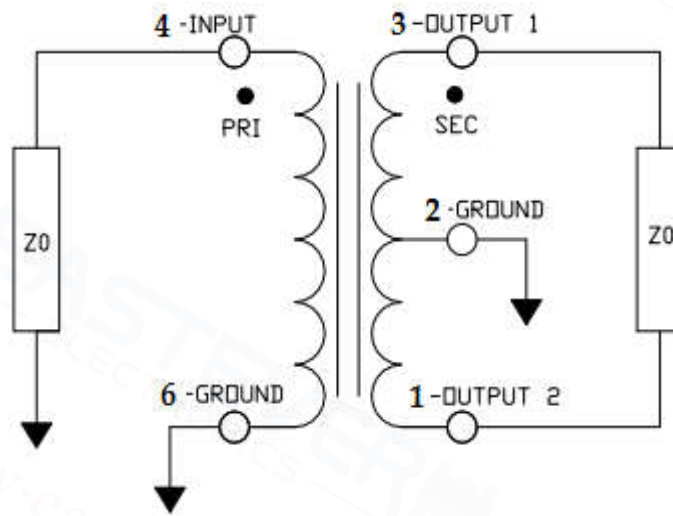 4 -INPUT
3 -OUTPUT 1
PRI
SEC
2 -GROUND
Z0
Z0
6 -GROUND
1 -OUTPUT 2